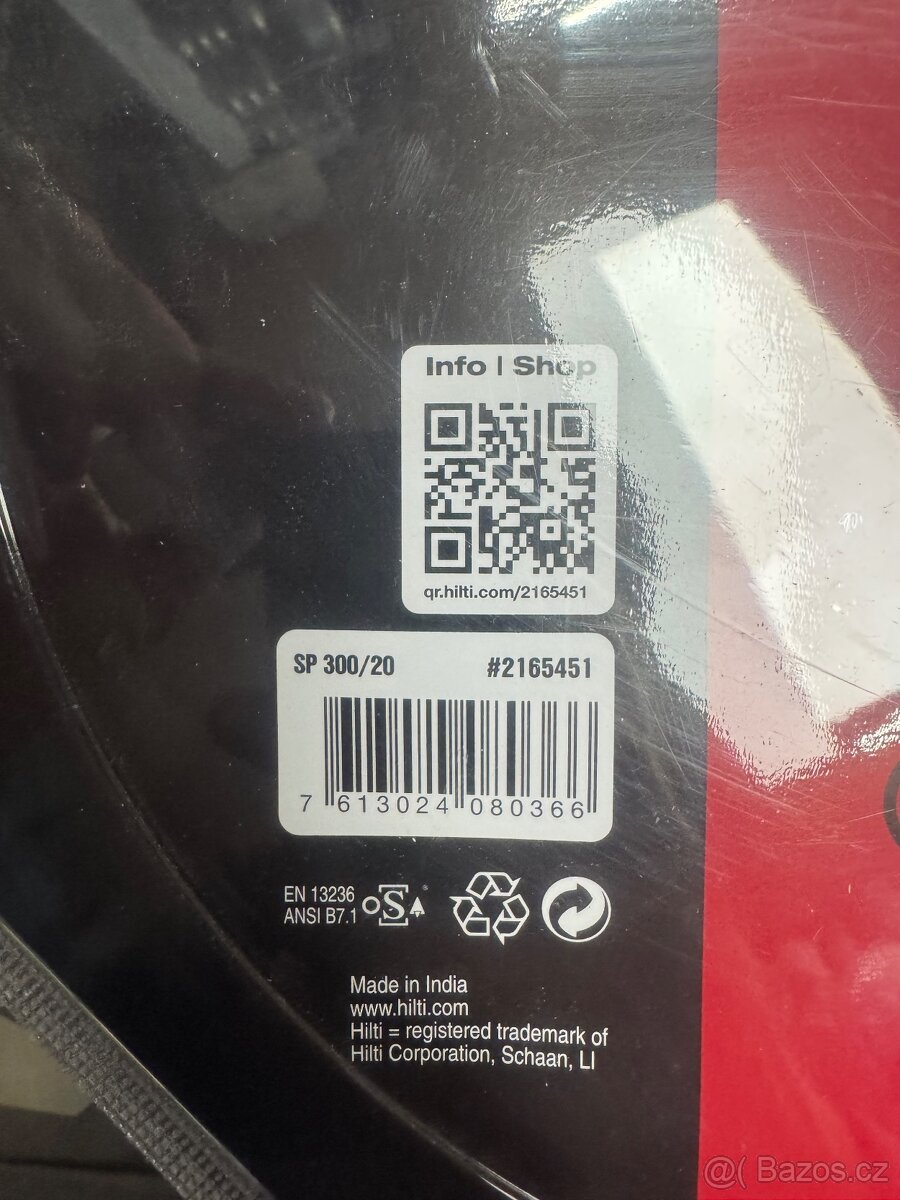 Info | Shop
qr.hilti.com/2165451
SP 300/20 #2165451
7 613024 080366
EN 13236
ANSI B7.1
oS®
Made in India
www.hilti.com
Hilti = registered trademark of
Hilti Corporation, Schaan, LI
@( Bazos.cz